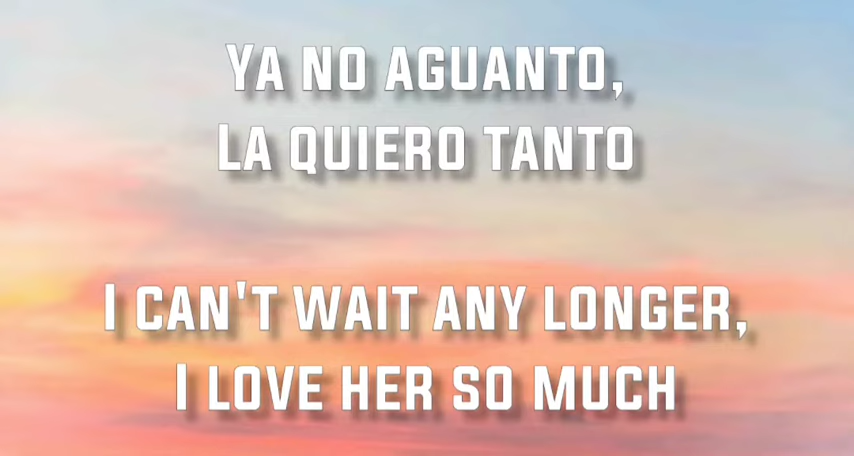 Ya no aguanto,
La quiero tanto
I can't wait any longer,
I love her so much